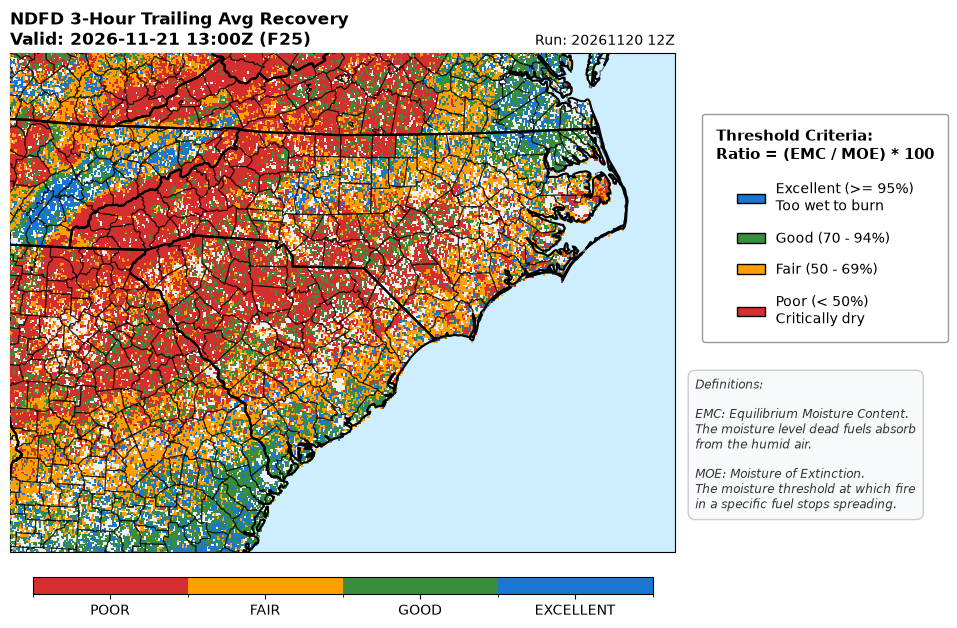 NDFD 3-Hour Trailing Avg Recovery
Valid: 2026-11-21 13:00Z (F25)
Run: 20261120 12Z
Threshold Criteria:
Ratio = (EMC / MOE) * 100
Excellent (>= 95%)
Too wet to burn
Good (70 - 94%)
Fair (50 - 69%)
Poor (< 50%)
Critically dry
Definitions:
EMC: Equilibrium Moisture Content.
The moisture level dead fuels absorb
from the humid air.
MOE: Moisture of Extinction.
The moisture threshold at which fire
in a specific fuel stops spreading.
POOR
FAIR
GOOD
EXCELLENT